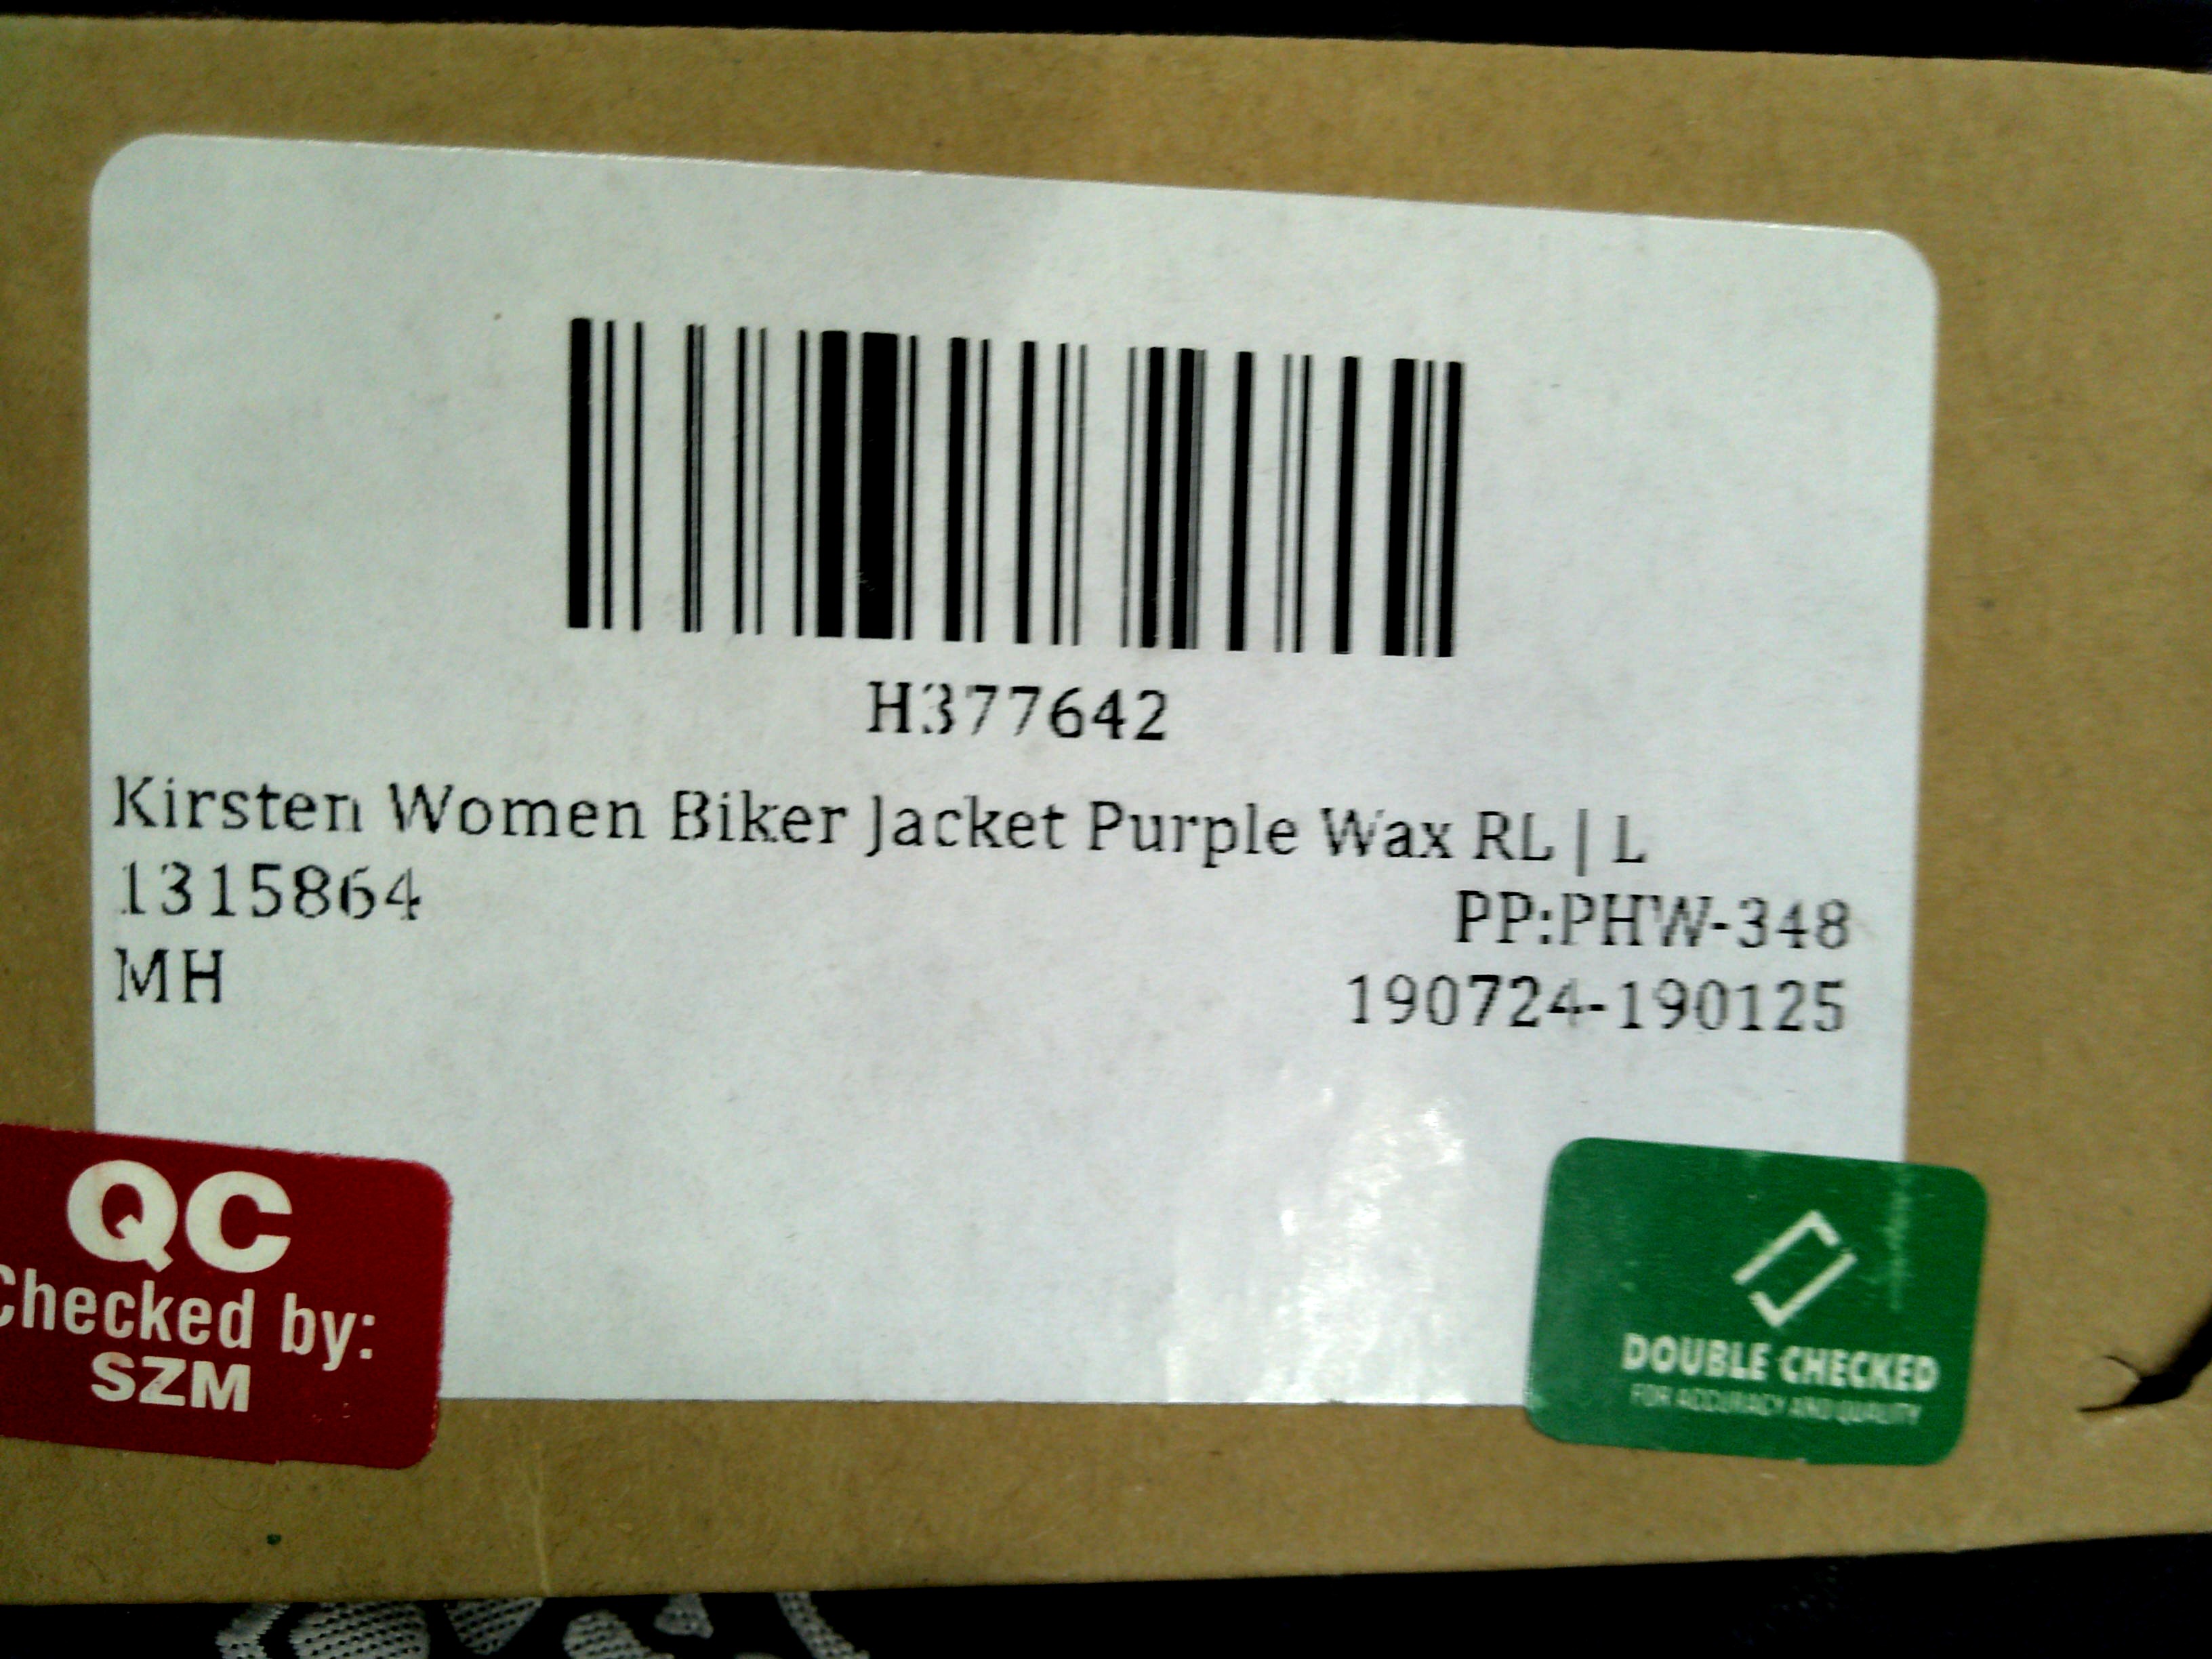 H377642
Kirsten Women Biker Jacket Purple Wax RL | L
1315864
PP:PHW-348
MH
190724-190125
QC
Checked by:
SZM
DOUBLE CHECKED
FOR ACCURACY AND QUALITY